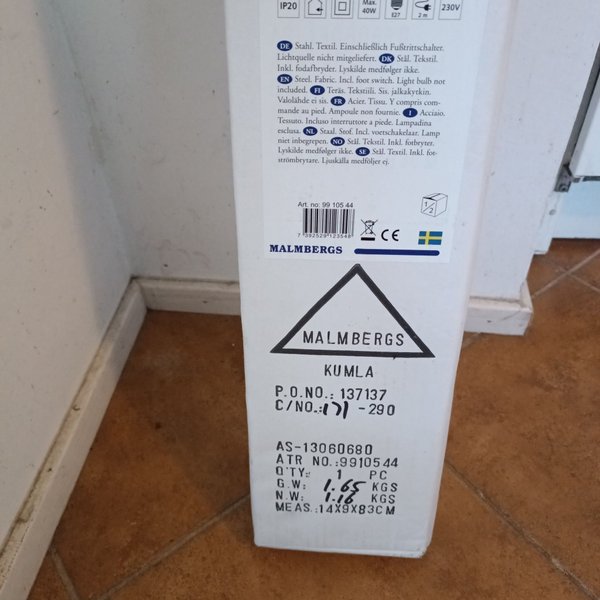 IP20 Max. 40W E27 2 m 230V
DE Stahl. Textil. Einschließlich Fußtrittschalter.
Lichtquelle nicht mitgeliefert. DK Stål. Tekstil.
Inkl. fodafbryder. Lyskilde medfølger ikke.
EN Steel. Fabric. Incl. foot switch. Light bulb not
included. FI Teräs. Tekstiili. Sis. jalkakytkin.
Valolähde ei sis. FR Acier. Tissu. Y compris com-
mande au pied. Ampoule non fournie. I Acciaio.
Tessuto. Incluso interruttore a piede. Lampadina
esclusa. NL Staal. Stof. Incl. voetschakelaar. Lamp
niet inbegrepen. NO Stål. Tekstil. Inkl. fotbryter.
Lyskilde medfølger ikke. SE Stål. Textil. Inkl. fot-
strömbrytare. Ljuskälla medföljer ej.
Art. no: 99 105 44
1/2
7 392529 123548
CE
MALMBERGS
MALMBERGS
KUMLA
P.O.NO.: 137137
C/NO.:171-290
AS-13060680
ATR NO.:9910544
Q'TY: 1 PC
G.W: 1.65 KGS
N.W: 1.16 KGS
MEAS.:14X9X83CM